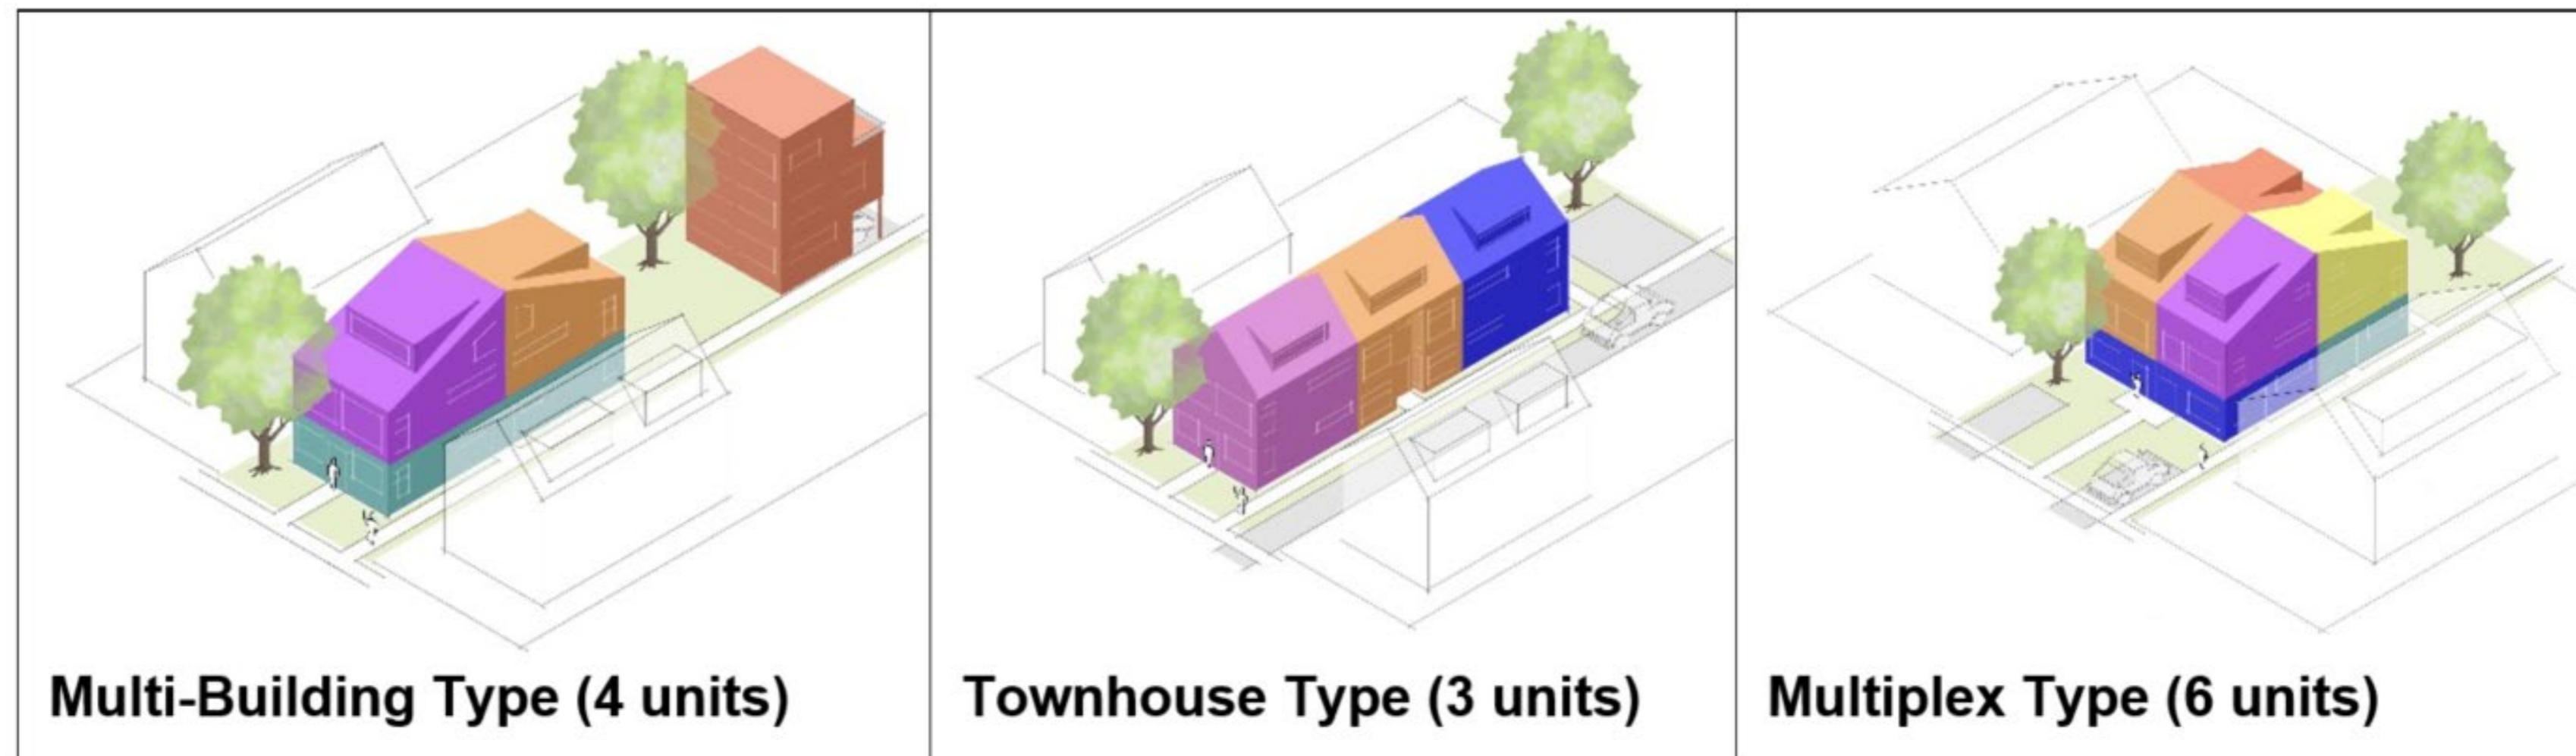 Multi-Building Type (4 units)
Townhouse Type (3 units)
Multiplex Type (6 units)